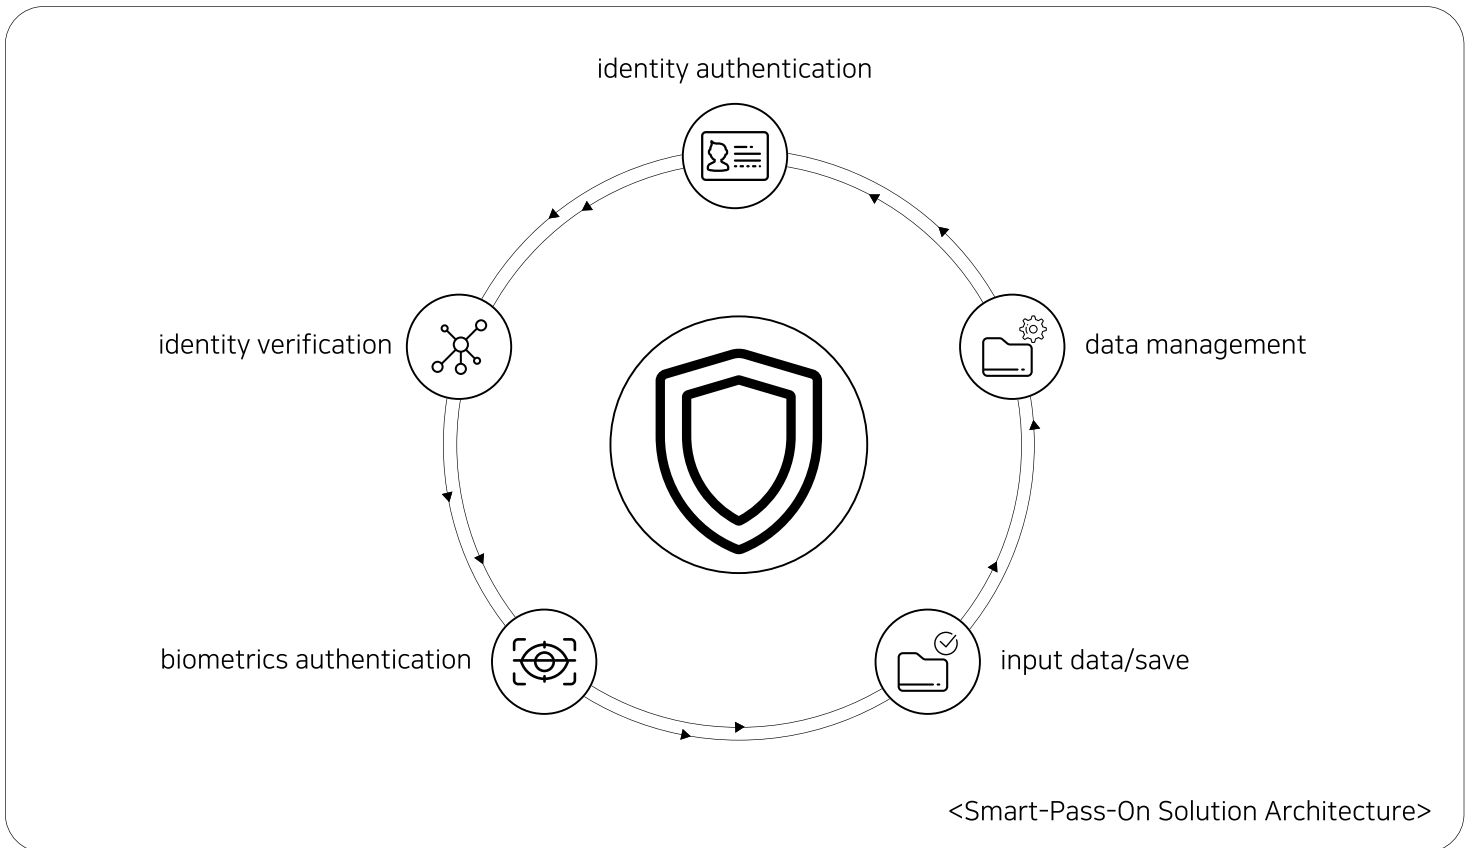 identity authentication
identity verification
data management
biometrics authentication
input data/save
<Smart-Pass-On Solution Architecture>